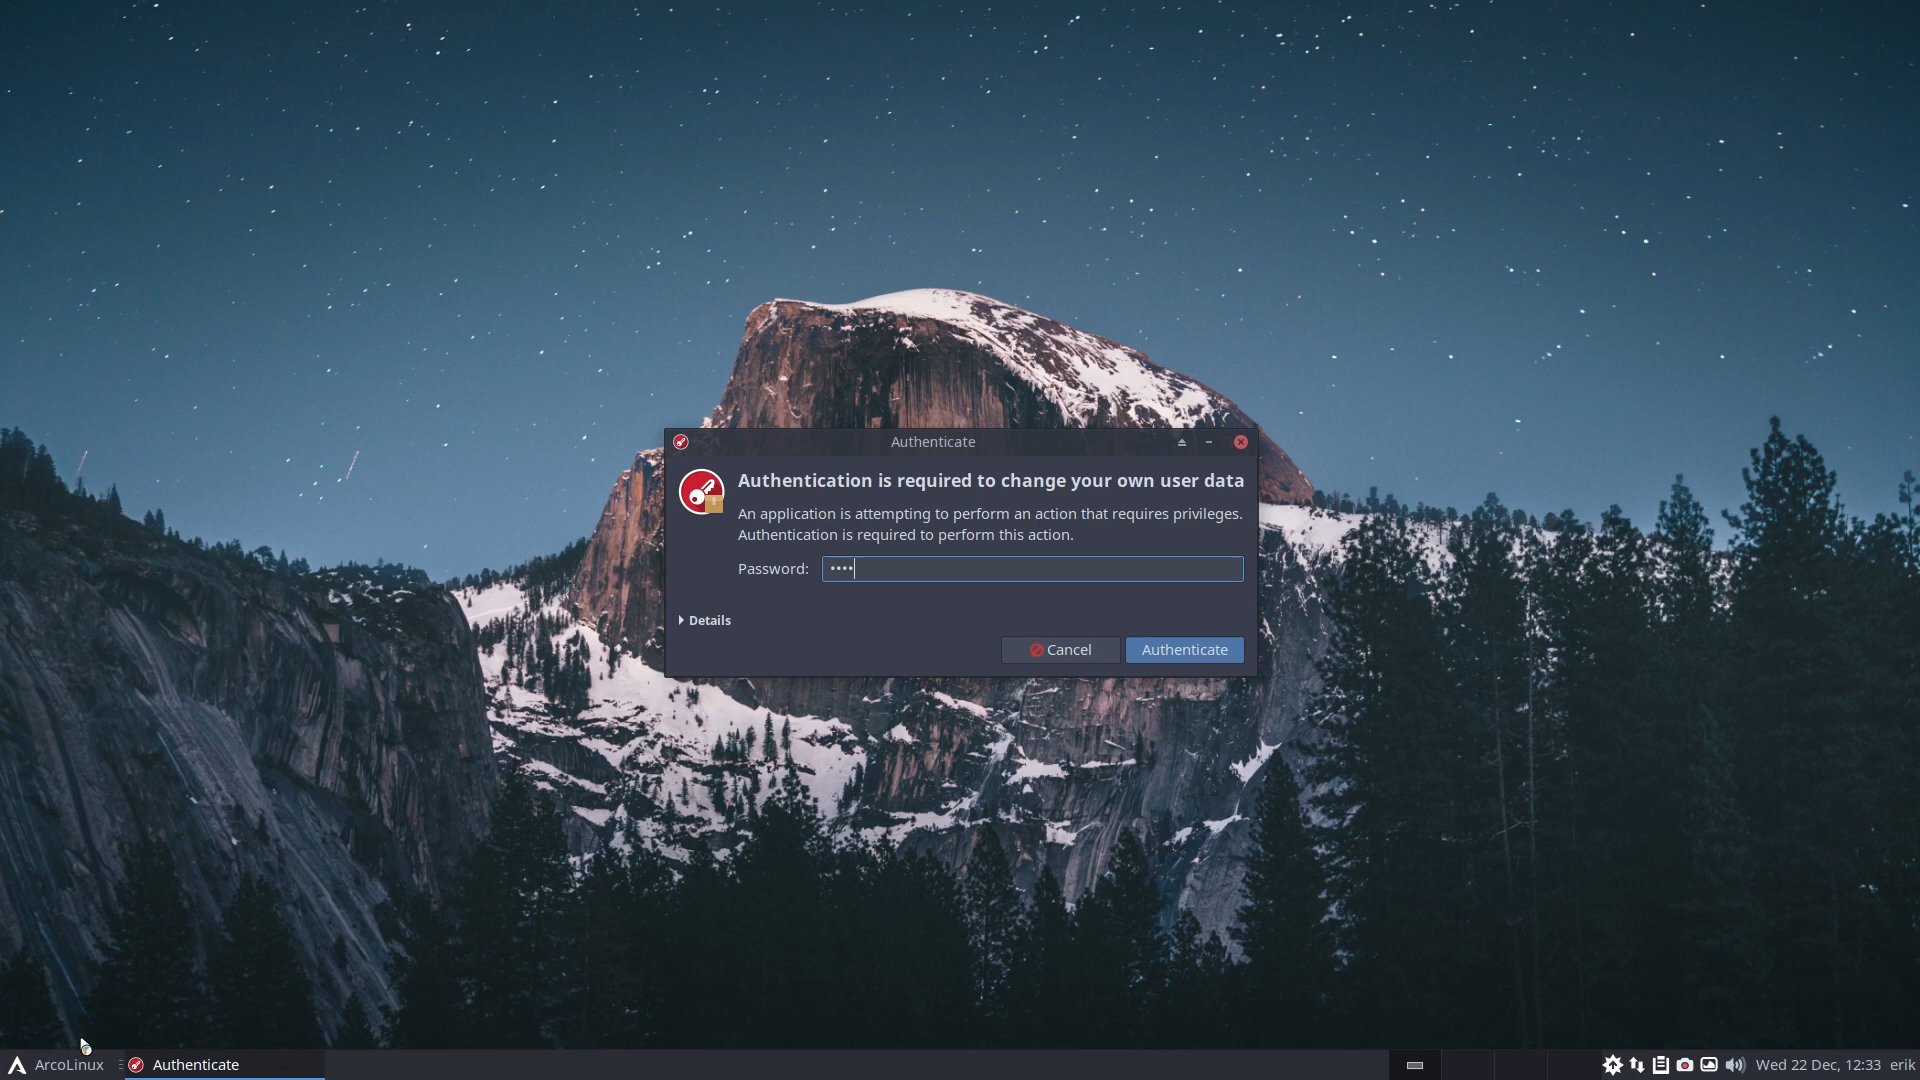 Authenticate
Authentication is required to change your own user data
An application is attempting to perform an action that requires privileges.
Authentication is required to perform this action.
Password: ••••
Details
Cancel
Authenticate
ArcoLinux
Authenticate
Wed 22 Dec, 12:33
erik